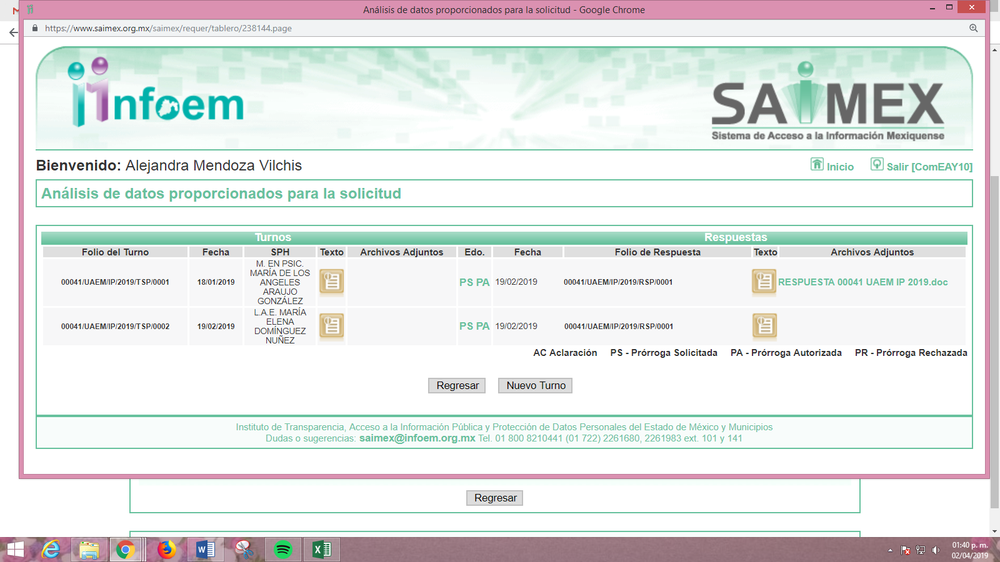 Análisis de datos proporcionados para la solicitud - Google Chrome
https://www.saimex.org.mx/saimex/requer/tablero/238144.page
infoem
SAIMEX
Sistema de Acceso a la Información Mexiquense
Bienvenido: Alejandra Mendoza Vilchis
Inicio Salir [ComEAY10]
Análisis de datos proporcionados para la solicitud
Turnos Respuestas
Folio del Turno Fecha SPH Texto Archivos Adjuntos Edo. Fecha Folio de Respuesta Texto Archivos Adjuntos
M. EN PSIC.
MARÍA DE LOS
00041/UAEM/IP/2019/TSP/0001 18/01/2019 ANGELES PS PA 19/02/2019 00041/UAEM/IP/2019/RSP/0001 RESPUESTA 00041 UAEM IP 2019.doc
ARAUJO
GONZÁLEZ
L.A.E. MARÍA
ELENA
00041/UAEM/IP/2019/TSP/0002 19/02/2019 DOMÍNGUEZ PS PA 19/02/2019 00041/UAEM/IP/2019/RSP/0001
NUÑEZ
AC Aclaración PS - Prórroga Solicitada PA - Prórroga Autorizada PR - Prórroga Rechazada
Regresar Nuevo Turno
Instituto de Transparencia, Acceso a la Información Pública y Protección de Datos Personales del Estado de México y Municipios
Dudas o sugerencias: saimex@infoem.org.mx Tel. 01 800 8210441 (01 722) 2261680, 2261983 ext. 101 y 141
Regresar
01:40 p. m.
02/04/2019